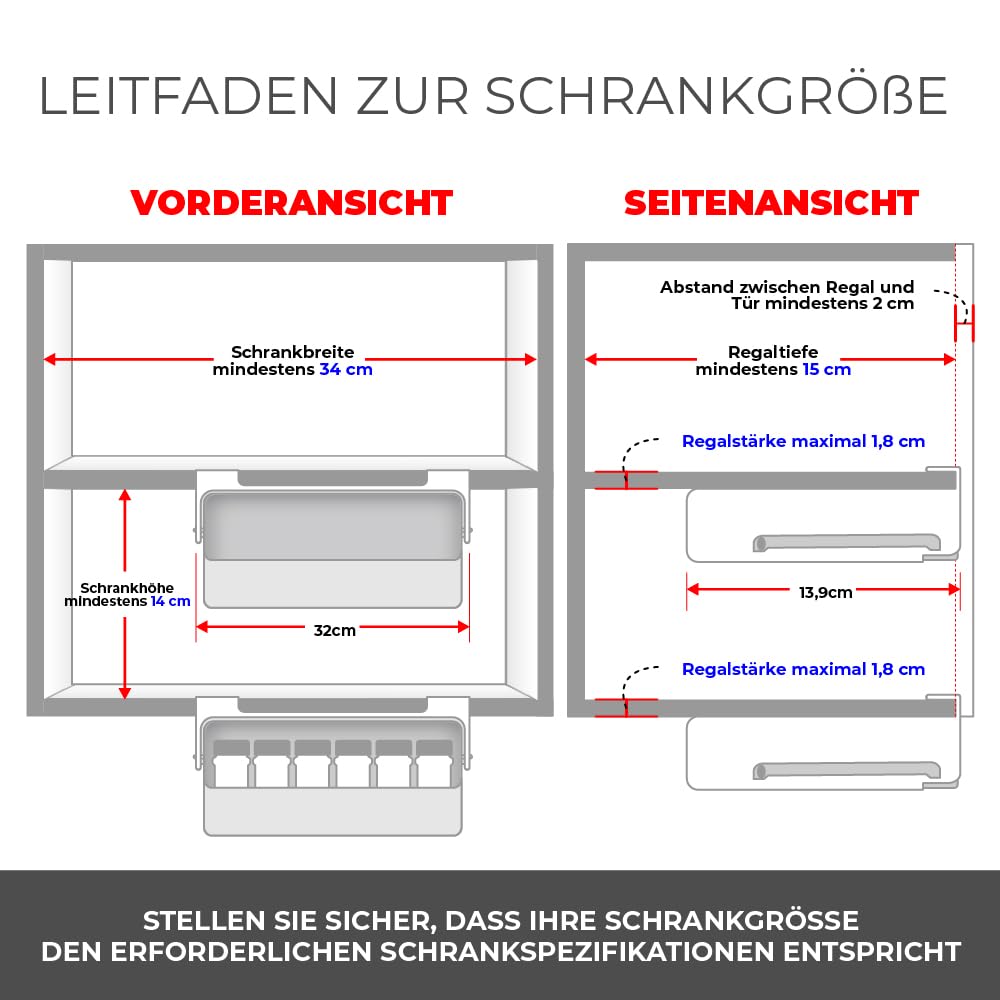 LEITFADEN ZUR SCHRANKGRÖßE
VORDERANSICHT
Schrankbreite
mindestens 34 cm
Schrankhöhe
mindestens 14 cm
32cm
SEITENANSICHT
Abstand zwischen Regal und
Tür mindestens 2 cm
Regaltiefe
mindestens 15 cm
Regalstärke maximal 1,8 cm
13,9cm
Regalstärke maximal 1,8 cm
STELLEN SIE SICHER, DASS IHRE SCHRANKGRÖSSE
DEN ERFORDERLICHEN SCHRANKSPEZIFIKATIONEN ENTSPRICHT